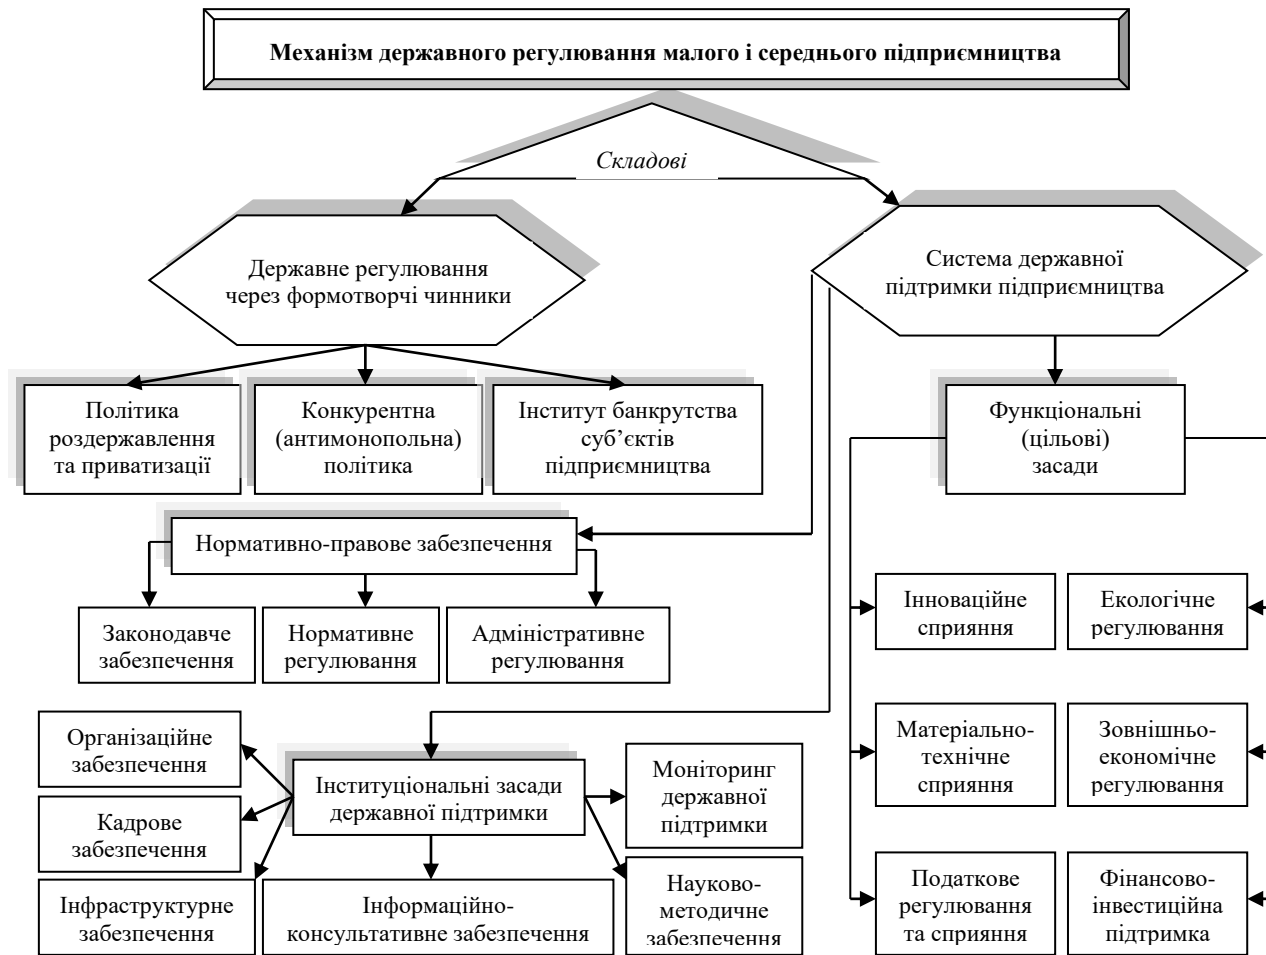 Механізм державного регулювання малого і середнього підприємництва
Складові
Державне регулювання
через формотворчі чинники
Система державної
підтримки підприємництва
Політика
роздержавлення
та приватизації
Конкурентна
(антимонопольна)
політика
Інститут банкрутства
суб’єктів
підприємництва
Функціональні
(цільові)
засади
Нормативно-правове забезпечення
Законодавче
забезпечення
Нормативне
регулювання
Адміністративне
регулювання
Інноваційне
сприяння
Екологічне
регулювання
Організаційне
забезпечення
Кадрове
забезпечення
Інфраструктурне
забезпечення
Інституціональні засади
державної підтримки
Інформаційно-
консультативне забезпечення
Моніторинг
державної
підтримки
Науково-
методичне
забезпечення
Матеріально-
технічне
сприяння
Зовнішньо-
економічне
регулювання
Податкове
регулювання
та сприяння
Фінансово-
інвестиційна
підтримка